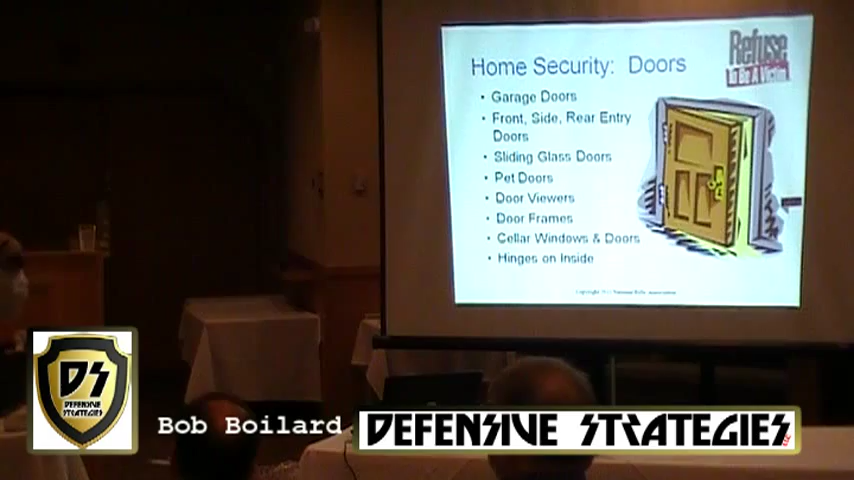 Refuse
To Be A Victim
Home Security: Doors
• Garage Doors
• Front, Side, Rear Entry
Doors
• Sliding Glass Doors
• Pet Doors
• Door Viewers
• Door Frames
• Cellar Windows & Doors
• Hinges on Inside
DS
DEFENSIVE
STRATEGIES
Bob Boilard
DEFENSIVE STRATEGIES